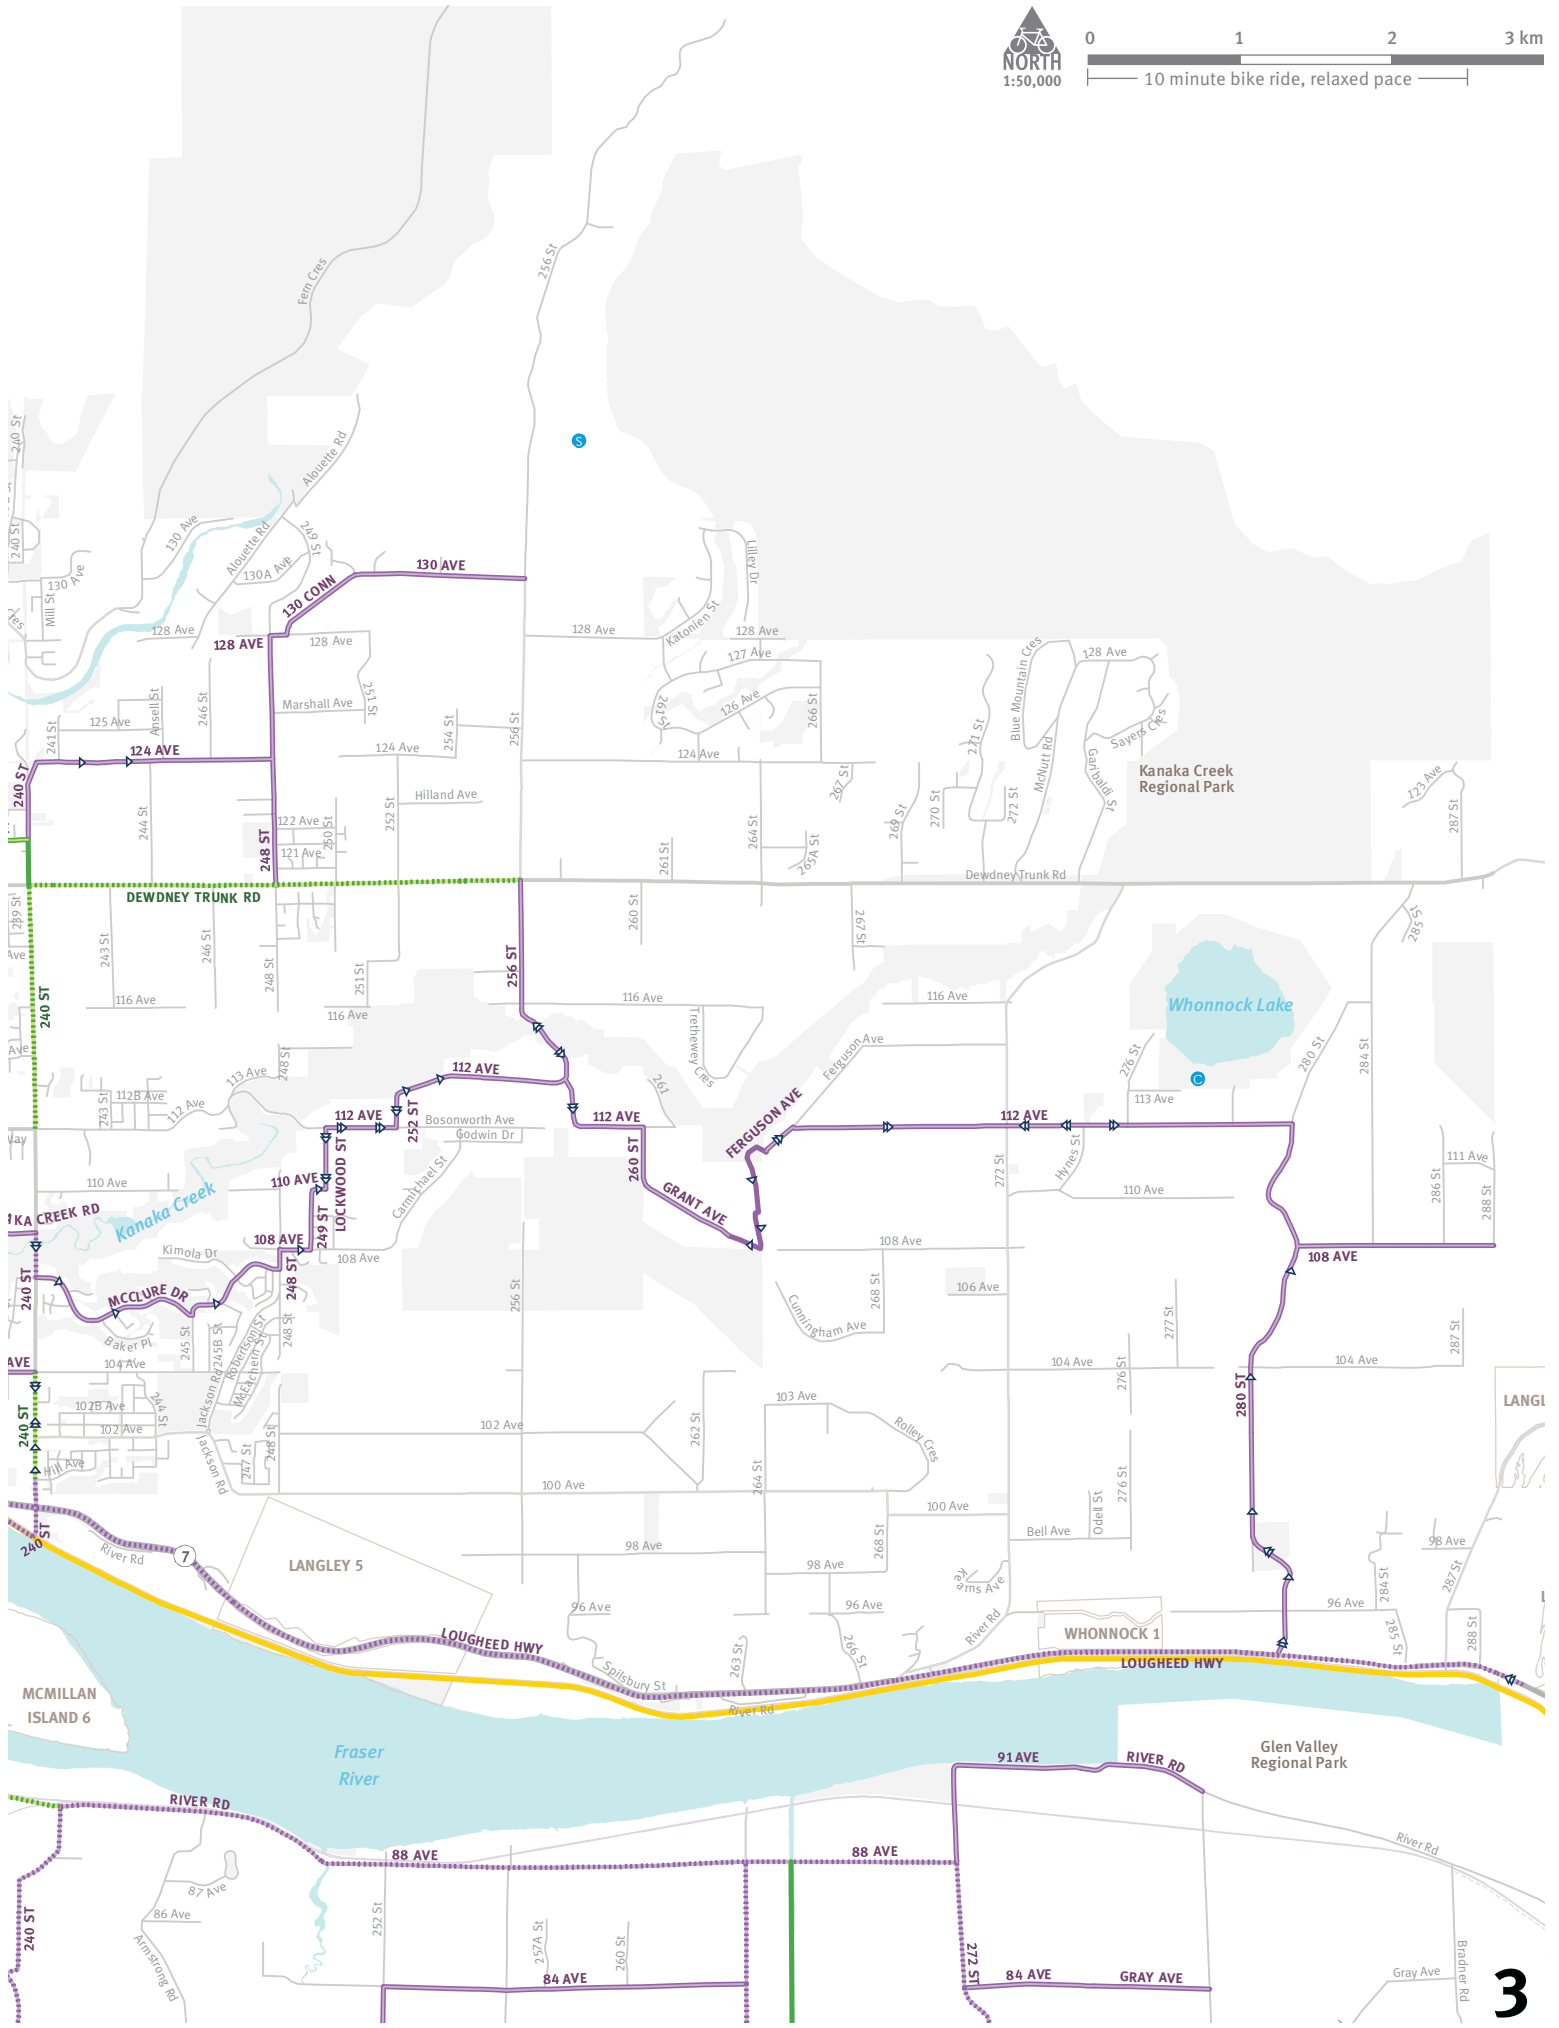 0 1 2 3 km
NORTH
1:50,000
10 minute bike ride, relaxed pace
256 St
Fern Cres
240 St
Alouette Rd
S
130 Ave
240 St
Alouette Rd
249 St
130A Ave
130 AVE
Lilley Dr
130 Ave
Mill St
130 CONN
128 Ave
128 AVE
128 Ave
128 Ave
Katonien St
128 Ave
127 Ave
Blue Mountain Cres
128 Ave
Ansell St
246 St
Marshall Ave
251 St
261 St
126 Ave
266 St
125 Ave
241 St
254 St
256 St
271 St
Sayers Cres
124 AVE
124 Ave
124 Ave
McNutt Rd
Garibaldi St
Kanaka Creek
Regional Park
240 ST
267 St
123 Ave
Hilland Ave
244 St
252 St
122 Ave
250 St
264 St
269 St
270 St
272 St
287 St
248 ST
121 Ave
261 St
265A St
Dewdney Trunk Rd
DEWDNEY TRUNK RD
239 St
260 St
267 St
285 St
Ave
243 St
246 St
248 St
251 St
256 ST
240 ST
116 Ave
116 Ave
116 Ave
116 Ave
Whonnock Lake
Trethewey Cres
Ferguson Ave
Ave
248 St
276 St
280 St
284 St
113 Ave
112 AVE
261
C
112B Ave
243 St
112 Ave
113 Ave
112 AVE
252 ST
Bosonworth Ave
112 AVE
FERGUSON AVE
112 AVE
Way
Godwin Dr
LOCKWOOD ST
260 ST
Hynes St
272 St
111 Ave
110 Ave
110 AVE
Carmichael St
GRANT AVE
110 Ave
286 St
288 St
Kanaka Creek
KA CREEK RD
249 ST
108 AVE
108 Ave
108 Ave
108 AVE
Kimola Dr
248 ST
240 ST
MCCLURE DR
256 St
268 St
106 Ave
Cunningham Ave
277 St
287 St
Baker Pl
245 St
245B St
Robertson St
McEachern St
248 St
AVE
104 Ave
104 Ave
104 Ave
Jackson Rd
276 St
280 ST
102B Ave
244 St
103 Ave
LANGL
240 ST
102 Ave
102 Ave
262 St
Rolley Cres
Hill Ave
Jackson Rd
247 St
248 St
264 St
100 Ave
276 St
Odell St
100 Ave
240 ST
River Rd
7
LANGLEY 5
98 Ave
98 Ave
268 St
Bell Ave
98 Ave
Kearns Ave
284 St
287 St
96 Ave
96 Ave
96 Ave
River Rd
WHONNOCK 1
LOUGHEED HWY
263 St
266 St
285 St
288 St
LOUGHEED HWY
Spilsbury St
River Rd
MCMILLAN
ISLAND 6
Fraser
River
Glen Valley
Regional Park
91 AVE
RIVER RD
RIVER RD
88 AVE
88 AVE
River Rd
87 Ave
86 Ave
240 ST
252 St
257A St
260 St
272 ST
Armstrong Rd
84 AVE
84 AVE
GRAY AVE
Gray Ave
Bradner Rd
3